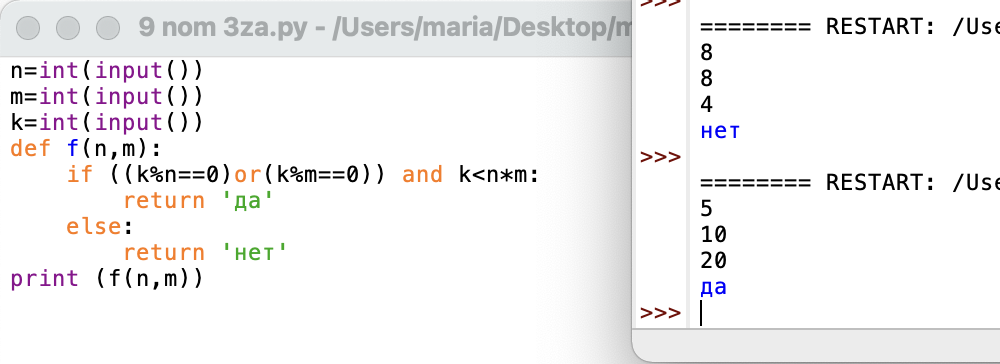 9 nom 3za.py - /Users/maria/Desktop/m
n=int(input())
m=int(input())
k=int(input())
def f(n,m):
    if ((k%n==0)or(k%m==0)) and k<n*m:
        return 'да'
    else:
        return 'нет'
print (f(n,m))
>>>
======== RESTART: /Use
8
8
4
нет
>>>
======== RESTART: /Use
5
10
20
да
>>>